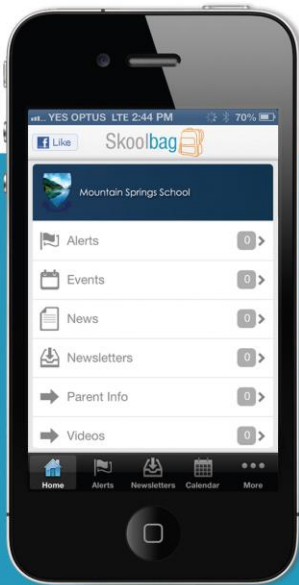 YES OPTUS LTE 2:44 PM 70%
Like Skoolbag
Mountain Springs School
Alerts 0
Events 0
News 0
Newsletters 0
Parent Info 0
Videos 0
Home Alerts Newsletters Calendar More